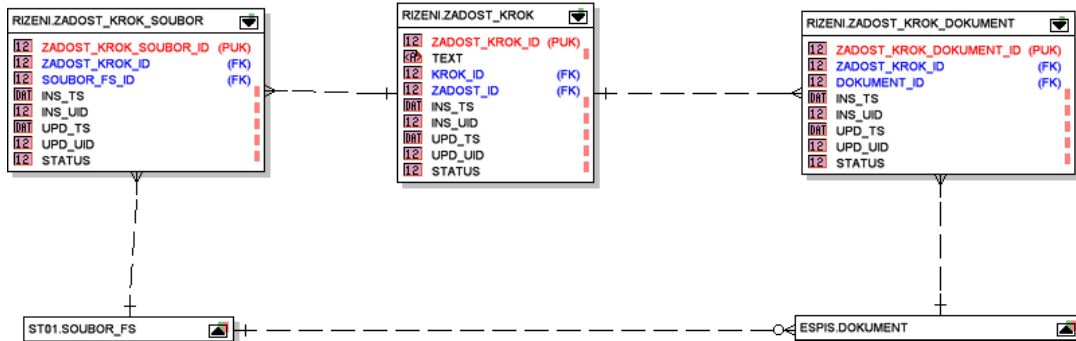 RIZENI.ZADOST_KROK_SOUBOR
12 ZADOST_KROK_SOUBOR_ID (PUK)
12 ZADOST_KROK_ID (FK)
12 SOUBOR_FS_ID (FK)
DAT INS_TS
12 INS_UID
DAT UPD_TS
12 UPD_UID
12 STATUS
RIZENI.ZADOST_KROK
12 ZADOST_KROK_ID (PUK)
TEXT
12 KROK_ID (FK)
12 ZADOST_ID (FK)
DAT INS_TS
12 INS_UID
DAT UPD_TS
12 UPD_UID
12 STATUS
RIZENI.ZADOST_KROK_DOKUMENT
12 ZADOST_KROK_DOKUMENT_ID (PUK)
12 ZADOST_KROK_ID (FK)
12 DOKUMENT_ID (FK)
DAT INS_TS
12 INS_UID
DAT UPD_TS
12 UPD_UID
12 STATUS
ST01.SOUBOR_FS
ESPIS.DOKUMENT